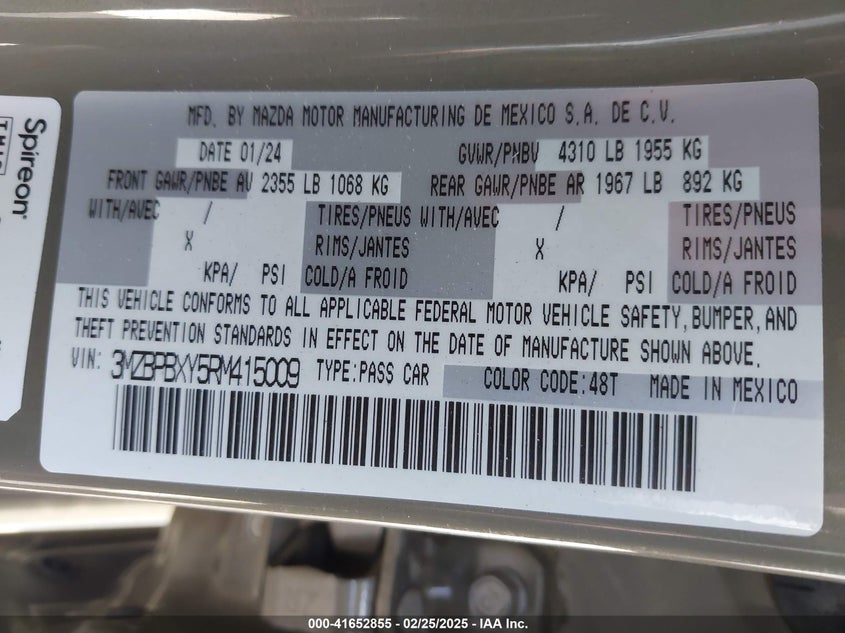 Spireon
MFD. BY MAZDA MOTOR MANUFACTURING DE MEXICO S.A. DE C.V.
DATE 01/24 GVWR/PNBV 4310 LB 1955 KG
FRONT GAWR/PNBE AV 2355 LB 1068 KG REAR GAWR/PNBE AR 1967 LB 892 KG
WITH/AVEC / TIRES/PNEUS WITH/AVEC / TIRES/PNEUS
X RIMS/JANTES X RIMS/JANTES
KPA/ PSI COLD/A FROID KPA/ PSI COLD/A FROID
THIS VEHICLE CONFORMS TO ALL APPLICABLE FEDERAL MOTOR VEHICLE SAFETY, BUMPER, AND
THEFT PREVENTION STANDARDS IN EFFECT ON THE DATE OF MANUFACTURE SHOWN ABOVE.
VIN: 3MZBPBXY5RM415009 TYPE:PASS CAR COLOR CODE:48T MADE IN MEXICO
000-41652855 - 02/25/2025 - IAA Inc.